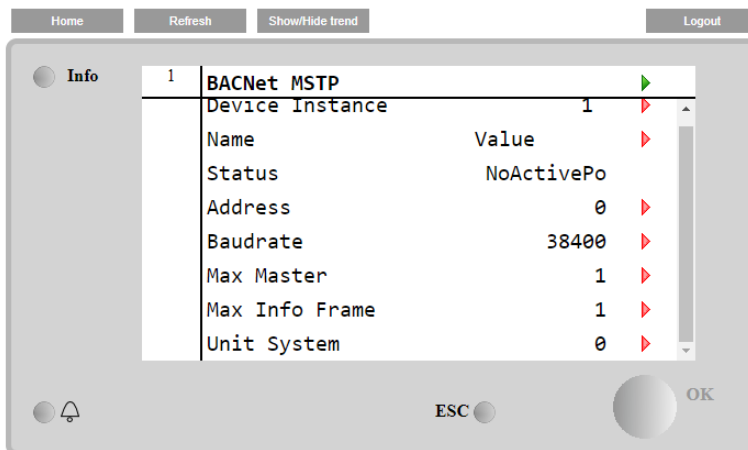 Home Refresh Show/Hide trend Logout
Info
1 BACNet MSTP
Device Instance 1
Name Value
Status NoActivePo
Address 0
Baudrate 38400
Max Master 1
Max Info Frame 1
Unit System 0
ESC
OK